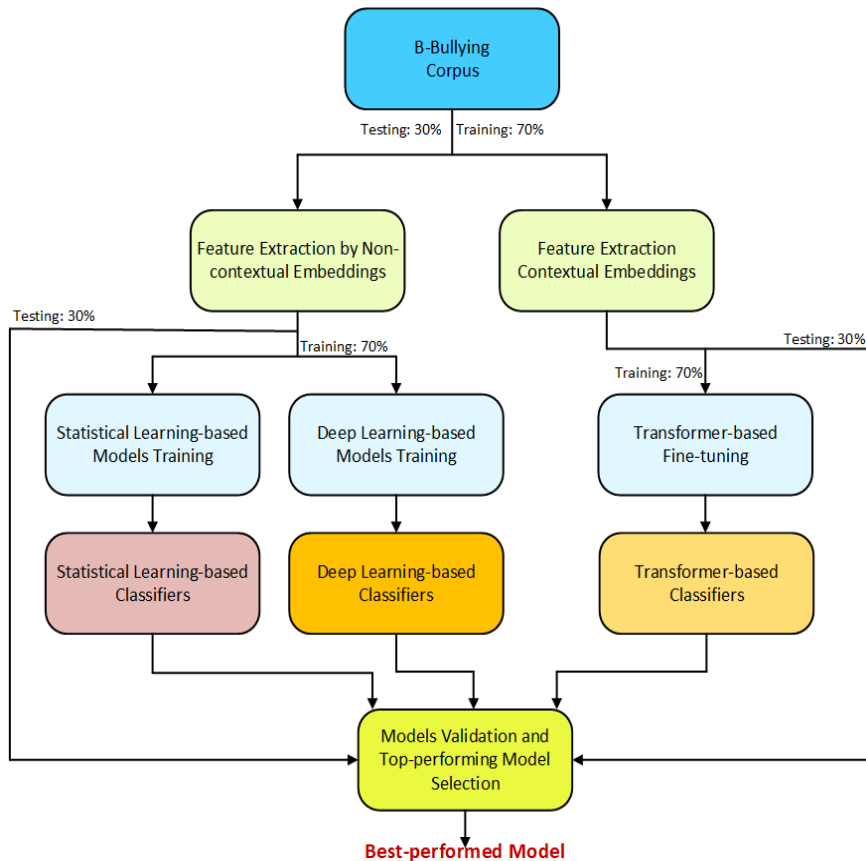 B-Bullying
Corpus
Testing: 30%
Training: 70%
Feature Extraction by Non-
contextual Embeddings
Feature Extraction
Contextual Embeddings
Testing: 30%
Training: 70%
Testing: 30%
Training: 70%
Statistical Learning-based
Models Training
Deep Learning-based
Models Training
Transformer-based
Fine-tuning
Statistical Learning-based
Classifiers
Deep Learning-based
Classifiers
Transformer-based
Classifiers
Models Validation and
Top-performing Model
Selection
Best-performed Model